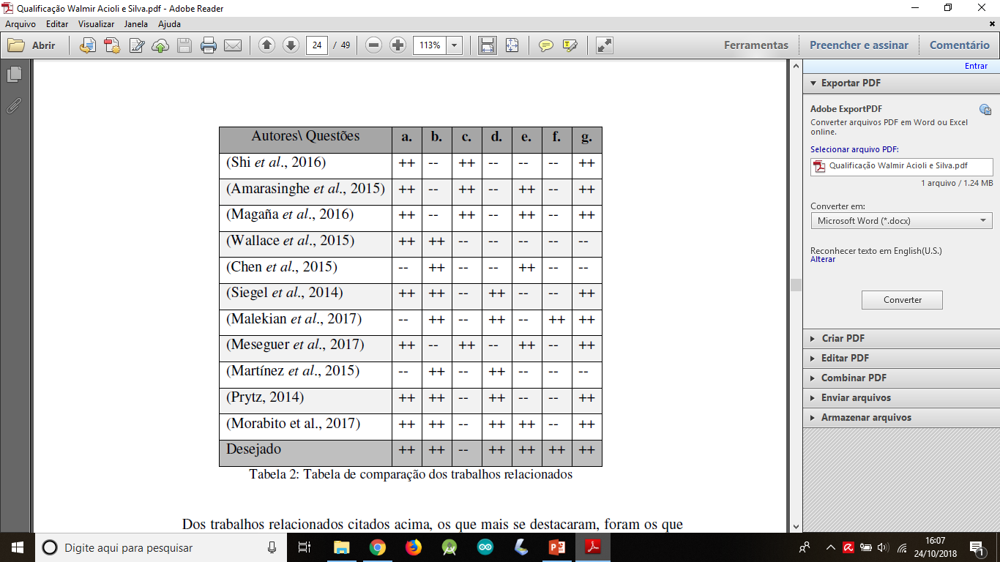 Qualificação Walmir Acioli e Silva.pdf - Adobe Reader
Arquivo Editar Visualizar Janela Ajuda
Abrir 24 / 49 113% Ferramentas Preencher e assinar Comentário
Autores\ Questões a. b. c. d. e. f. g.
(Shi et al., 2016) ++ -- ++ -- -- -- ++
(Amarasinghe et al., 2015) ++ -- ++ -- ++ -- ++
(Magaña et al., 2016) ++ -- ++ -- ++ -- ++
(Wallace et al., 2015) ++ ++ -- -- -- -- --
(Chen et al., 2015) -- ++ -- -- ++ -- --
(Siegel et al., 2014) ++ ++ -- ++ -- -- ++
(Malekian et al., 2017) -- ++ -- ++ -- ++ ++
(Meseguer et al., 2017) ++ -- ++ -- ++ -- ++
(Martínez et al., 2015) -- ++ -- ++ -- -- --
(Prytz, 2014) ++ ++ -- ++ -- -- ++
(Morabito et al., 2017) ++ ++ -- ++ ++ -- ++
Desejado ++ ++ -- ++ ++ ++ ++
Tabela 2: Tabela de comparação dos trabalhos relacionados
Dos trabalhos relacionados citados acima, os que mais se destacaram, foram os que
Entrar
Exportar PDF
Adobe ExportPDF
Converter arquivos PDF em Word ou Excel
online.
Selecionar arquivo PDF:
Qualificação Walmir Acioli e Silva.pdf
1 arquivo / 1.24 MB
Converter em:
Microsoft Word (*.docx)
Reconhecer texto em English(U.S.)
Alterar
Converter
Criar PDF
Editar PDF
Combinar PDF
Enviar arquivos
Armazenar arquivos
Digite aqui para pesquisar
16:07
24/10/2018
1